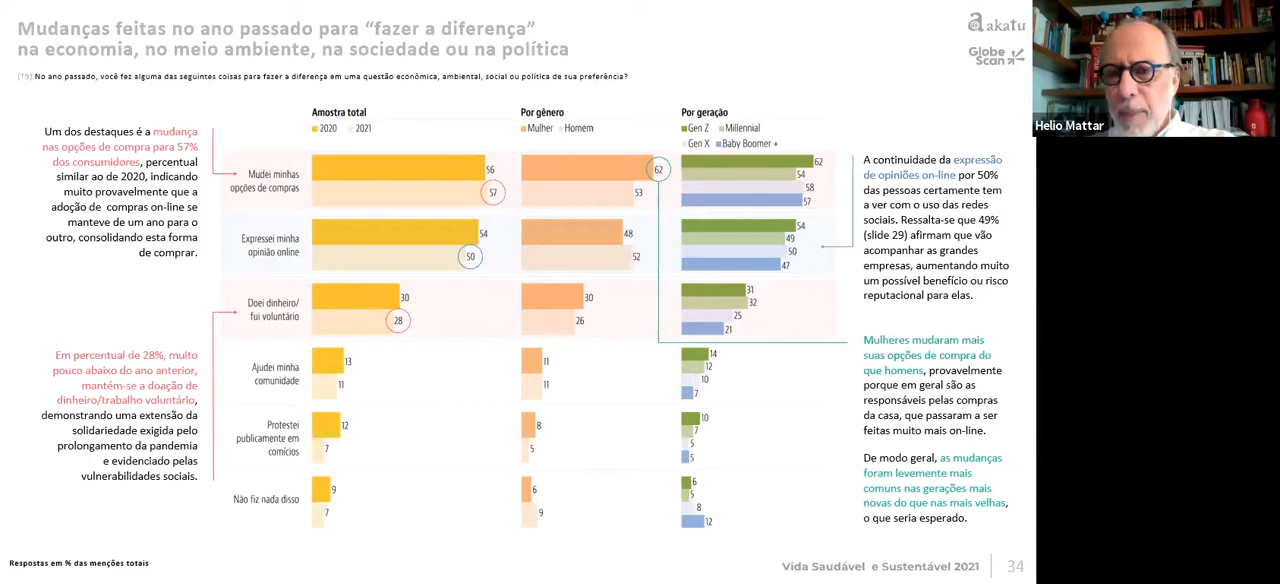 Mudanças feitas no ano passado para “fazer a diferença”
na economia, no meio ambiente, na sociedade ou na política
[T9] No ano passado, você fez alguma das seguintes coisas para fazer a diferença em uma questão econômica, ambiental, social ou política de sua preferência?
akatu
Globe
Scan
Helio Mattar
Um dos destaques é a mudança
nas opções de compra para 57%
dos consumidores, percentual
similar ao de 2020, indicando
muito provavelmente que a
adoção de compras on-line se
manteve de um ano para o
outro, consolidando esta forma
de comprar.
Em percentual de 28%, muito
pouco abaixo do ano anterior,
mantém-se a doação de
dinheiro/trabalho voluntário,
demonstrando uma extensão da
solidariedade exigida pelo
prolongamento da pandemia
e evidenciado pelas
vulnerabilidades sociais.
Amostra total
2020 2021
Por gênero
Mulher Homem
Por geração
Gen Z Millennial
Gen X Baby Boomer +
Mudei minhas
opções de compras
56
57
62
53
62
54
58
57
Expressei minha
opinião online
54
50
48
52
54
49
50
47
Doei dinheiro/
fui voluntário
30
28
30
26
31
32
25
21
Ajudei minha
comunidade
13
11
11
11
14
12
10
7
Protestei
publicamente em
comícios
12
7
8
5
10
7
5
5
Não fiz nada disso
9
7
6
9
6
5
8
12
A continuidade da expressão
de opiniões on-line por 50%
das pessoas certamente tem
a ver com o uso das redes
sociais. Ressalta-se que 49%
(slide 29) afirmam que vão
acompanhar as grandes
empresas, aumentando muito
um possível benefício ou risco
reputacional para elas.
Mulheres mudaram mais
suas opções de compra do
que homens, provavelmente
porque em geral são as
responsáveis pelas compras
da casa, que passaram a ser
feitas muito mais on-line.
De modo geral, as mudanças
foram levemente mais
comuns nas gerações mais
novas do que nas mais velhas,
o que seria esperado.
Respostas em % das menções totais
Vida Saudável e Sustentável 2021 34